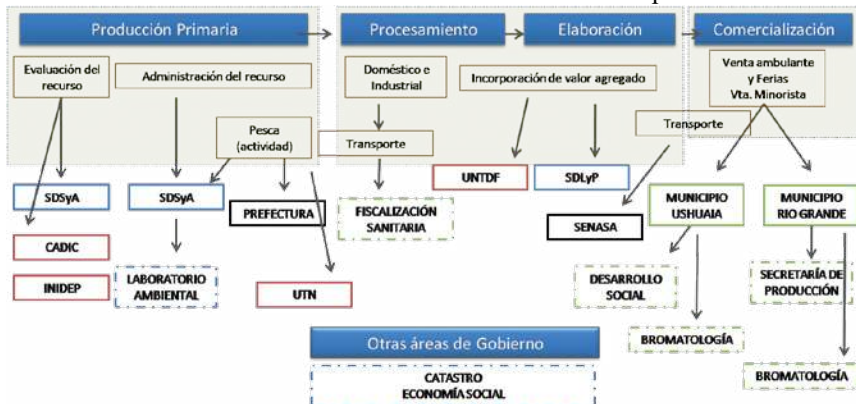 Producción Primaria
Procesamiento
Elaboración
Comercialización
Evaluación del
recurso
Administración del recurso
Doméstico e
Industrial
Incorporación de valor agregado
Venta ambulante
y Ferias
Vta. Minorista
Pesca
(actividad)
Transporte
Transporte
SDSyA
SDSyA
PREFECTURA
FISCALIZACIÓN
SANITARIA
UNTDF
SDLyP
SENASA
MUNICIPIO
USHUAIA
MUNICIPIO
RIO GRANDE
CADIC
INIDEP
LABORATORIO
AMBIENTAL
UTN
DESARROLLO
SOCIAL
SECRETARÍA DE
PRODUCCIÓN
BROMATOLOGÍA
BROMATOLOGÍA
Otras áreas de Gobierno
CATASTRO
ECONOMÍA SOCIAL